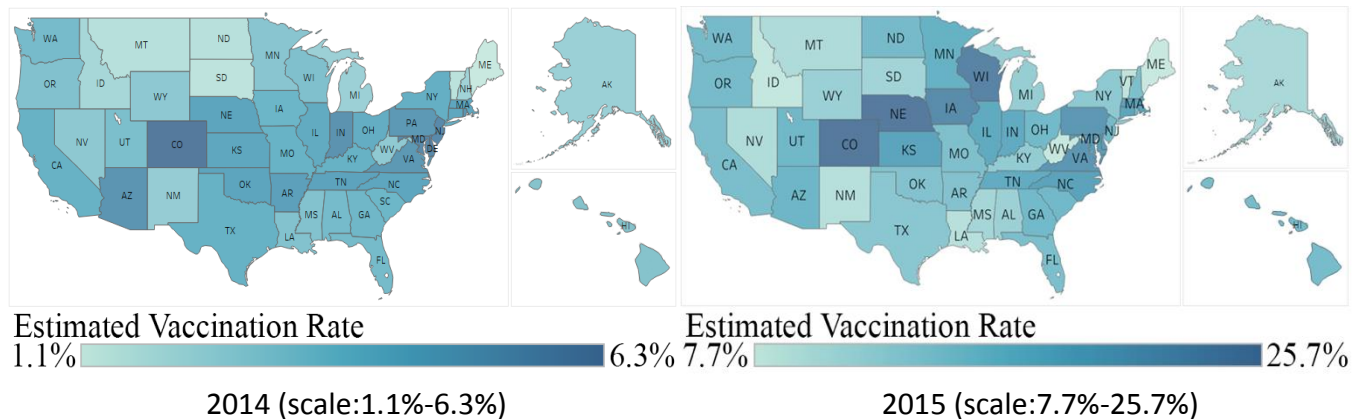 WA MT ND MN ME
OR ID SD WI MI NH
WY IA NY MA
NE PA NJ
NV UT CO IL IN OH MD DE
CA KS MO KY WV VA
AZ NM OK AR TN NC
MS AL GA SC
TX LA
FL
AK
HI
WA MT ND MN VT ME
OR ID SD WI MI NY MA
WY IA
NE NJ
NV UT CO IL IN OH MD
CA KS MO KY WV VA
AZ NM OK AR TN NC
MS AL GA
TX LA
FL
AK
HI
Estimated Vaccination Rate
1.1% 6.3%
2014 (scale:1.1%-6.3%)
Estimated Vaccination Rate
7.7% 25.7%
2015 (scale:7.7%-25.7%)